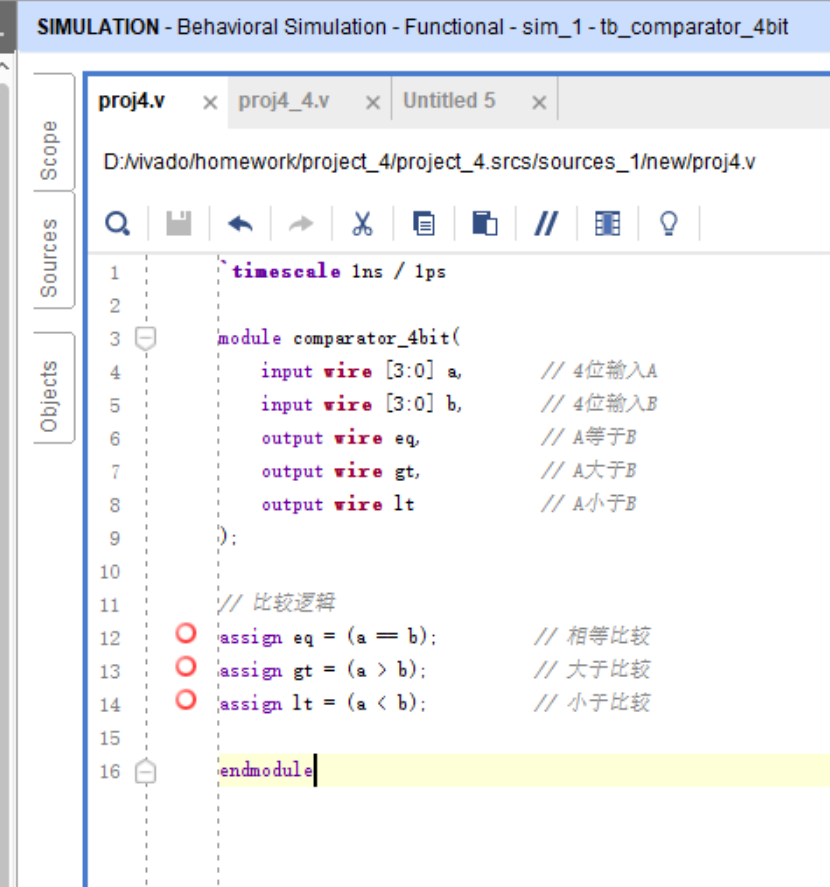 SIMULATION - Behavioral Simulation - Functional - sim_1 - tb_comparator_4bit
Scope
Sources
Objects
proj4.v × proj4_4.v × Untitled 5 ×
D:/vivado/homework/project_4/project_4.srcs/sources_1/new/proj4.v
1 `timescale 1ns / 1ps
2
3 module comparator_4bit(
4 input wire [3:0] a, // 4位输入A
5 input wire [3:0] b, // 4位输入B
6 output wire eq, // A等于B
7 output wire gt, // A大于B
8 output wire lt // A小于B
9 );
10
11 // 比较逻辑
12 assign eq = (a == b); // 相等比较
13 assign gt = (a > b); // 大于比较
14 assign lt = (a < b); // 小于比较
15
16 endmodule